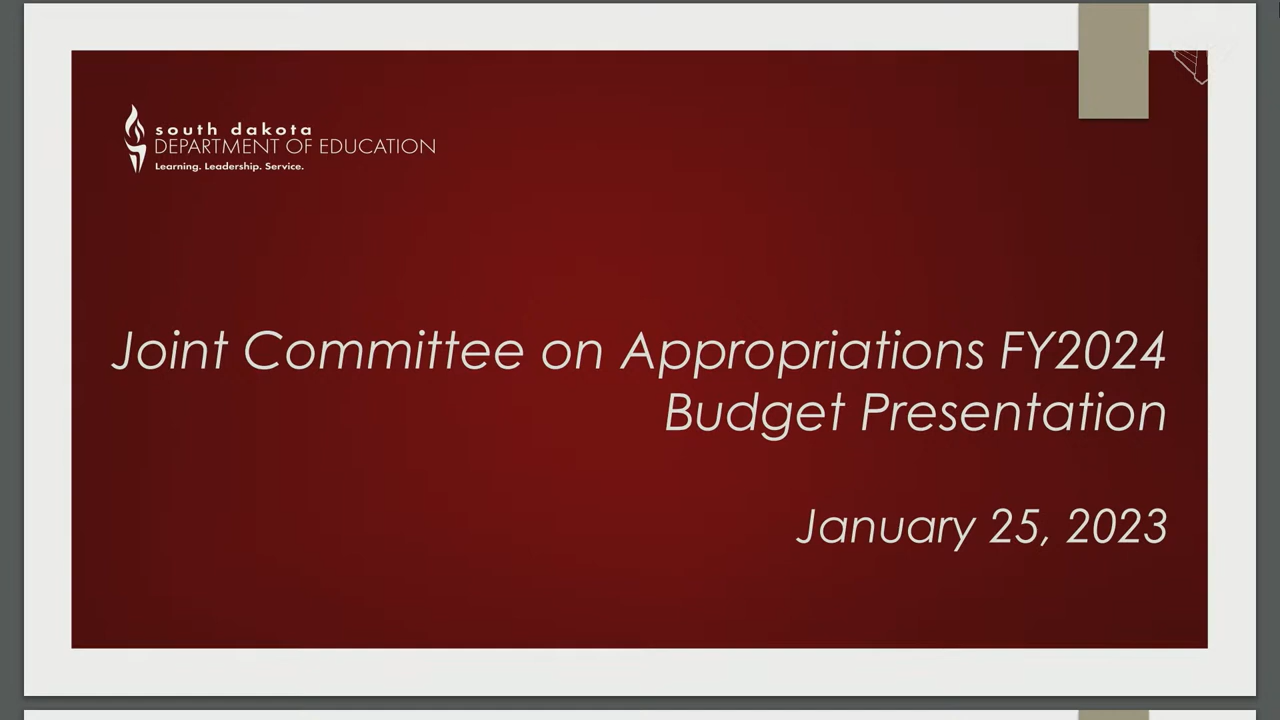 south dakota
DEPARTMENT OF EDUCATION
Learning. Leadership. Service.
Joint Committee on Appropriations FY2024
Budget Presentation
January 25, 2023